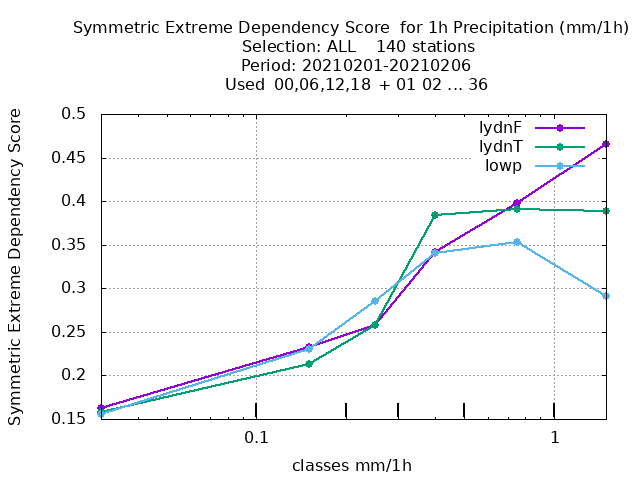 Symmetric Extreme Dependency Score  for 1h Precipitation (mm/1h)
Selection: ALL    140 stations
Period: 20210201-20210206
Used  00,06,12,18 + 01 02 ... 36
lydnF
lydnT
lowp
Symmetric Extreme Dependency Score
0.5
0.45
0.4
0.35
0.3
0.25
0.2
0.15
0.1
1
classes mm/1h